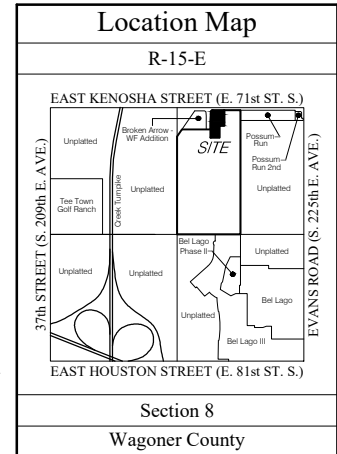 Location Map
R-15-E
EAST KENOSHA STREET (E. 71st ST. S.)
37th STREET (S. 209th E. AVE.)
Unplatted
Broken Arrow -
WF Addition
SITE
Possum
Run
Possum
Run 2nd
Tee Town
Golf Ranch
Creek Turnpike
Unplatted
Unplatted
EVANS ROAD (S. 225th E. AVE.)
Bel Lago
Phase II
Unplatted
Unplatted
Unplatted
Unplatted
Bel Lago
Bel Lago III
EAST HOUSTON STREET (E. 81st ST. S.)
Section 8
Wagoner County